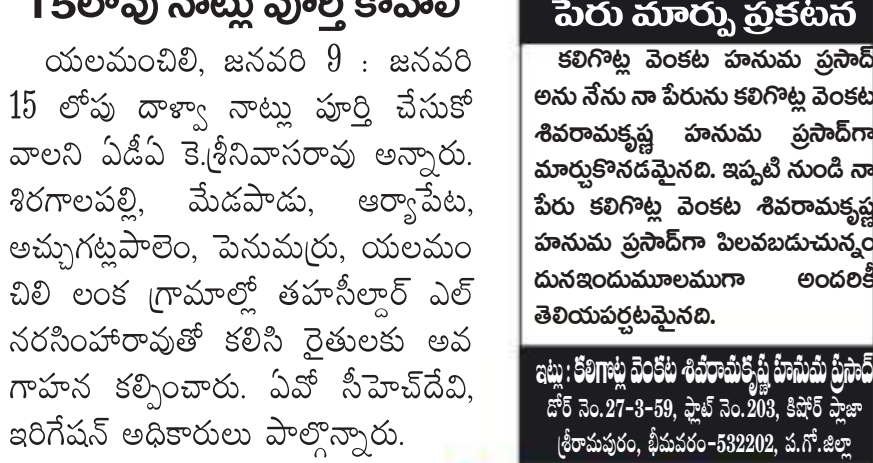 15లోపు నాట్లు పూర్తి కావాలి
యలమంచిలి, జనవరి 9 : జనవరి
15 లోపు దాళ్వా నాట్లు పూర్తి చేసుకో
వాలని ఏడీఏ కె.శ్రీనివాసరావు అన్నారు.
శిరగాలపల్లి, మేడపాడు, ఆర్యాపేట,
అచ్చుగట్లపాలెం, పెనుమర్రు, యలమం
చిలి లంక గ్రామాల్లో తహసీల్దార్ ఎల్
నరసింహారావుతో కలిసి రైతులకు అవ
గాహన కల్పించారు. ఏవో సీహెచ్‌దేవి,
ఇరిగేషన్ అధికారులు పాల్గొన్నారు.
పేరు మార్పు ప్రకటన
కలిగొట్ల వెంకట హనుమ ప్రసాద్
అను నేను నా పేరును కలిగొట్ల వెంకట
శివరామకృష్ణ హనుమ ప్రసాద్‌గా
మార్చుకొనడమైనది. ఇప్పటి నుండి నా
పేరు కలిగొట్ల వెంకట శివరామకృష్ణ
హనుమ ప్రసాద్‌గా పిలవబడుచున్నం
దునఇందుమూలముగా అందరికీ
తెలియపర్చటమైనది.
ఇట్లు : కలిగొట్ల వెంకట శివరామకృష్ణ హనుమ ప్రసాద్
డోర్ నెం.27-3-59, ఫ్లాట్ నెం.203, కిషోర్ ప్లాజా
శ్రీరామపురం, భీమవరం-532202, ప.గో.జిల్లా